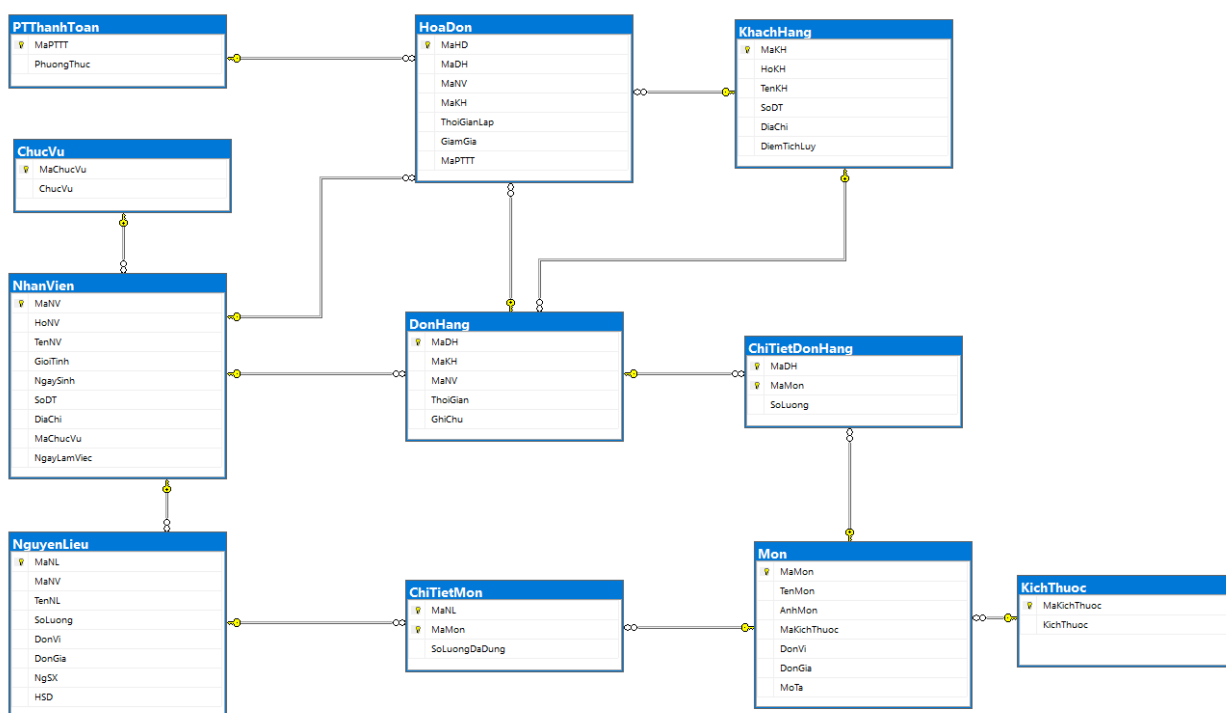 PTThanhToan
MaPTTT
PhuongThuc
HoaDon
MaHD
MaDH
MaNV
MaKH
ThoiGianLap
GiamGia
MaPTTT
KhachHang
MaKH
HoKH
TenKH
SoDT
DiaChi
DiemTichLuy
ChucVu
MaChucVu
ChucVu
NhanVien
MaNV
HoNV
TenNV
GioiTinh
NgaySinh
SoDT
DiaChi
MaChucVu
NgayLamViec
DonHang
MaDH
MaKH
MaNV
ThoiGian
GhiChu
ChiTietDonHang
MaDH
MaMon
SoLuong
NguyenLieu
MaNL
MaNV
TenNL
SoLuong
DonVi
DonGia
NgSX
HSD
ChiTietMon
MaNL
MaMon
SoLuongDaDung
Mon
MaMon
TenMon
AnhMon
MaKichThuoc
DonVi
DonGia
MoTa
KichThuoc
MaKichThuoc
KichThuoc